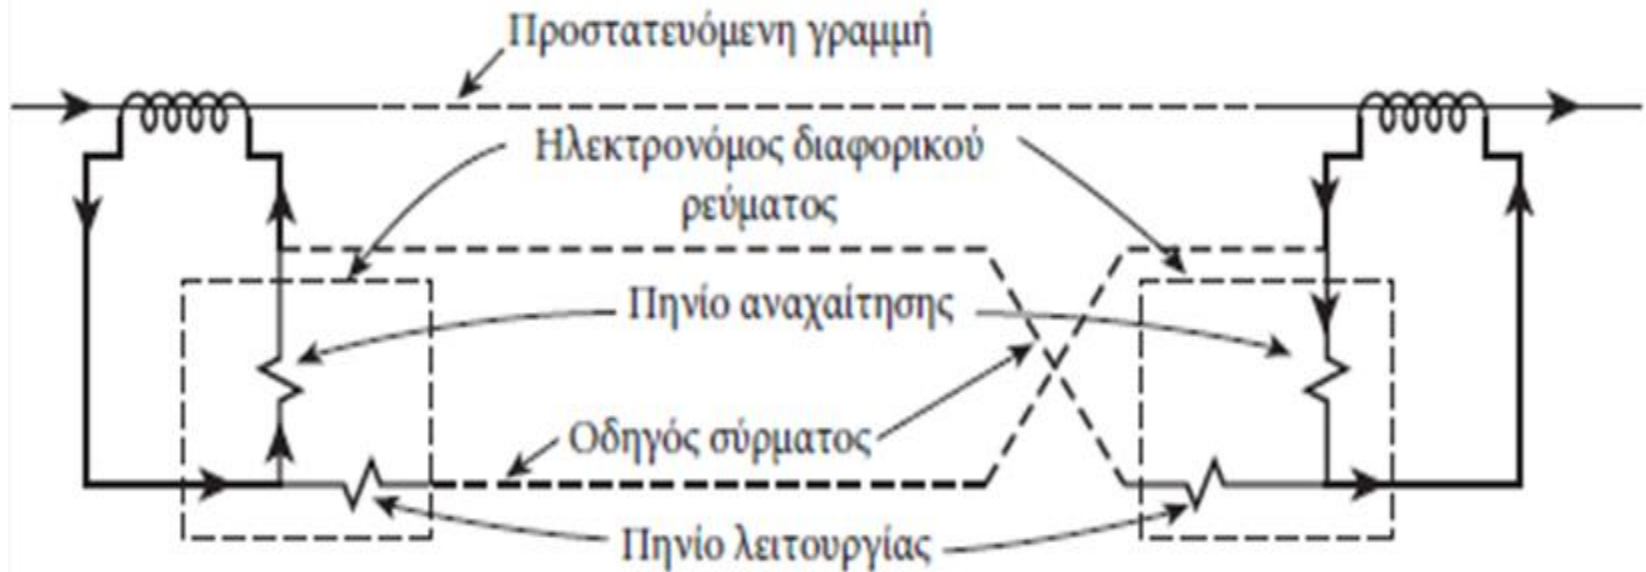 Προστατευόμενη γραμμή
Ηλεκτρονόμος διαφορικού
ρεύματος
Πηνίο αναχαίτησης
Οδηγός σύρματος
Πηνίο λειτουργίας